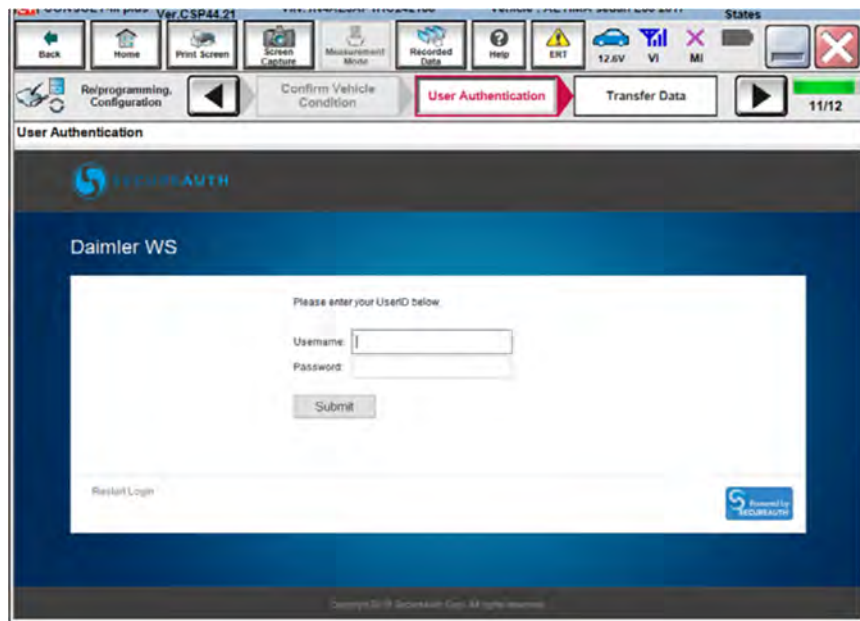 Ver.CSP44.21
States
Back
Home
Print Screen
Screen
Capture
Measurement
Mode
Recorded
Data
Help
ERT
12.6V
VI
MI
Re/programming,
Configuration
Confirm Vehicle
Condition
User Authentication
Transfer Data
11/12
User Authentication
SECUREAUTH
Daimler WS
Please enter your UserID below.
Username:
Password:
Submit
Restart Login
Powered by
SECUREAUTH